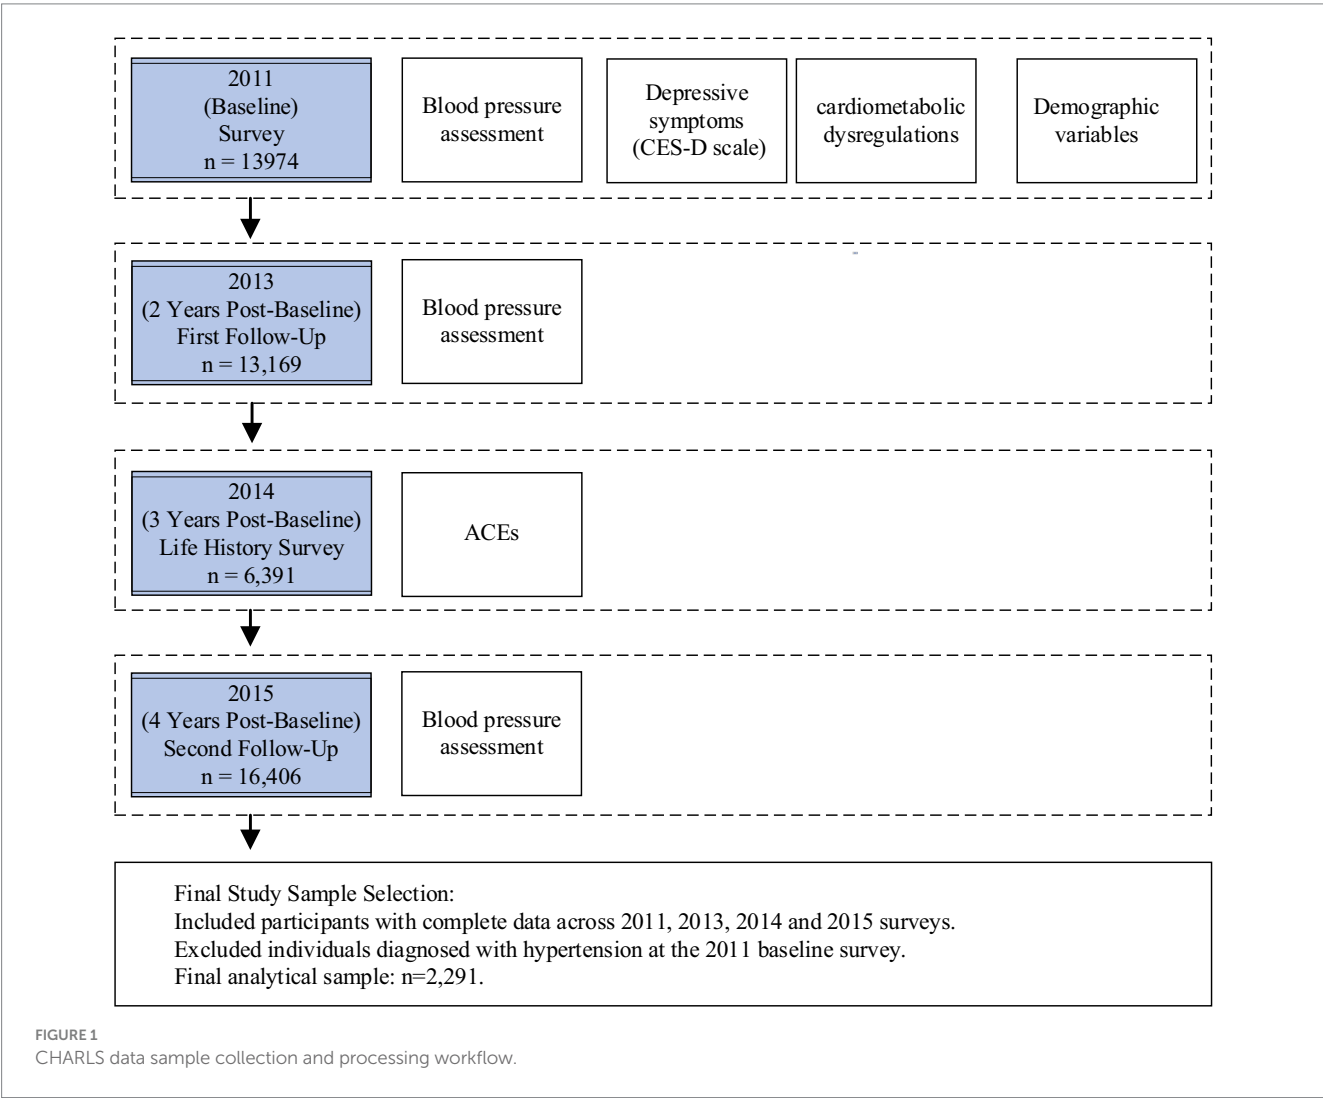 2011
(Baseline)
Survey
n = 13974
Blood pressure
assessment
Depressive
symptoms
(CES-D scale)
cardiometabolic
dysregulations
Demographic
variables
2013
(2 Years Post-Baseline)
First Follow-Up
n = 13,169
Blood pressure
assessment
2014
(3 Years Post-Baseline)
Life History Survey
n = 6,391
ACEs
2015
(4 Years Post-Baseline)
Second Follow-Up
n = 16,406
Blood pressure
assessment
Final Study Sample Selection:
Included participants with complete data across 2011, 2013, 2014 and 2015 surveys.
Excluded individuals diagnosed with hypertension at the 2011 baseline survey.
Final analytical sample: n=2,291.
FIGURE 1
CHARLS data sample collection and processing workflow.